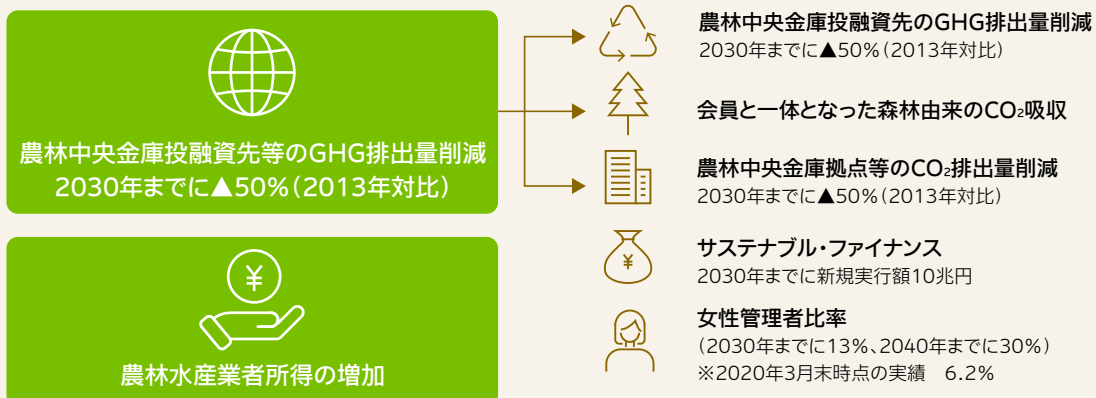 農林中央金庫投融資先等のGHG排出量削減
2030年までに▲50%(2013年対比)
農林中央金庫投融資先のGHG排出量削減
2030年までに▲50%(2013年対比)
会員と一体となった森林由来のCO₂吸収
農林中央金庫拠点等のCO₂排出量削減
2030年までに▲50%(2013年対比)
¥
農林水産業者所得の増加
¥
サステナブル・ファイナンス
2030年までに新規実行額10兆円
女性管理者比率
(2030年までに13%、2040年までに30%)
※2020年3月末時点の実績 6.2%